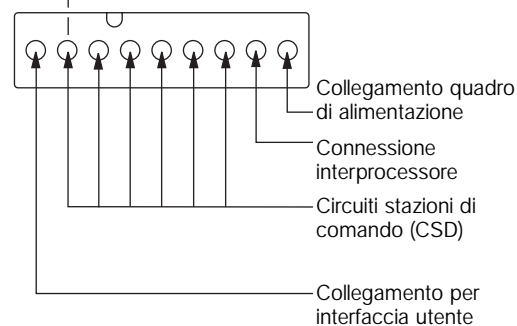 Collegamento quadro
di alimentazione
Connessione
interprocessore
Circuiti stazioni di
comando (CSD)
Collegamento per
interfaccia utente